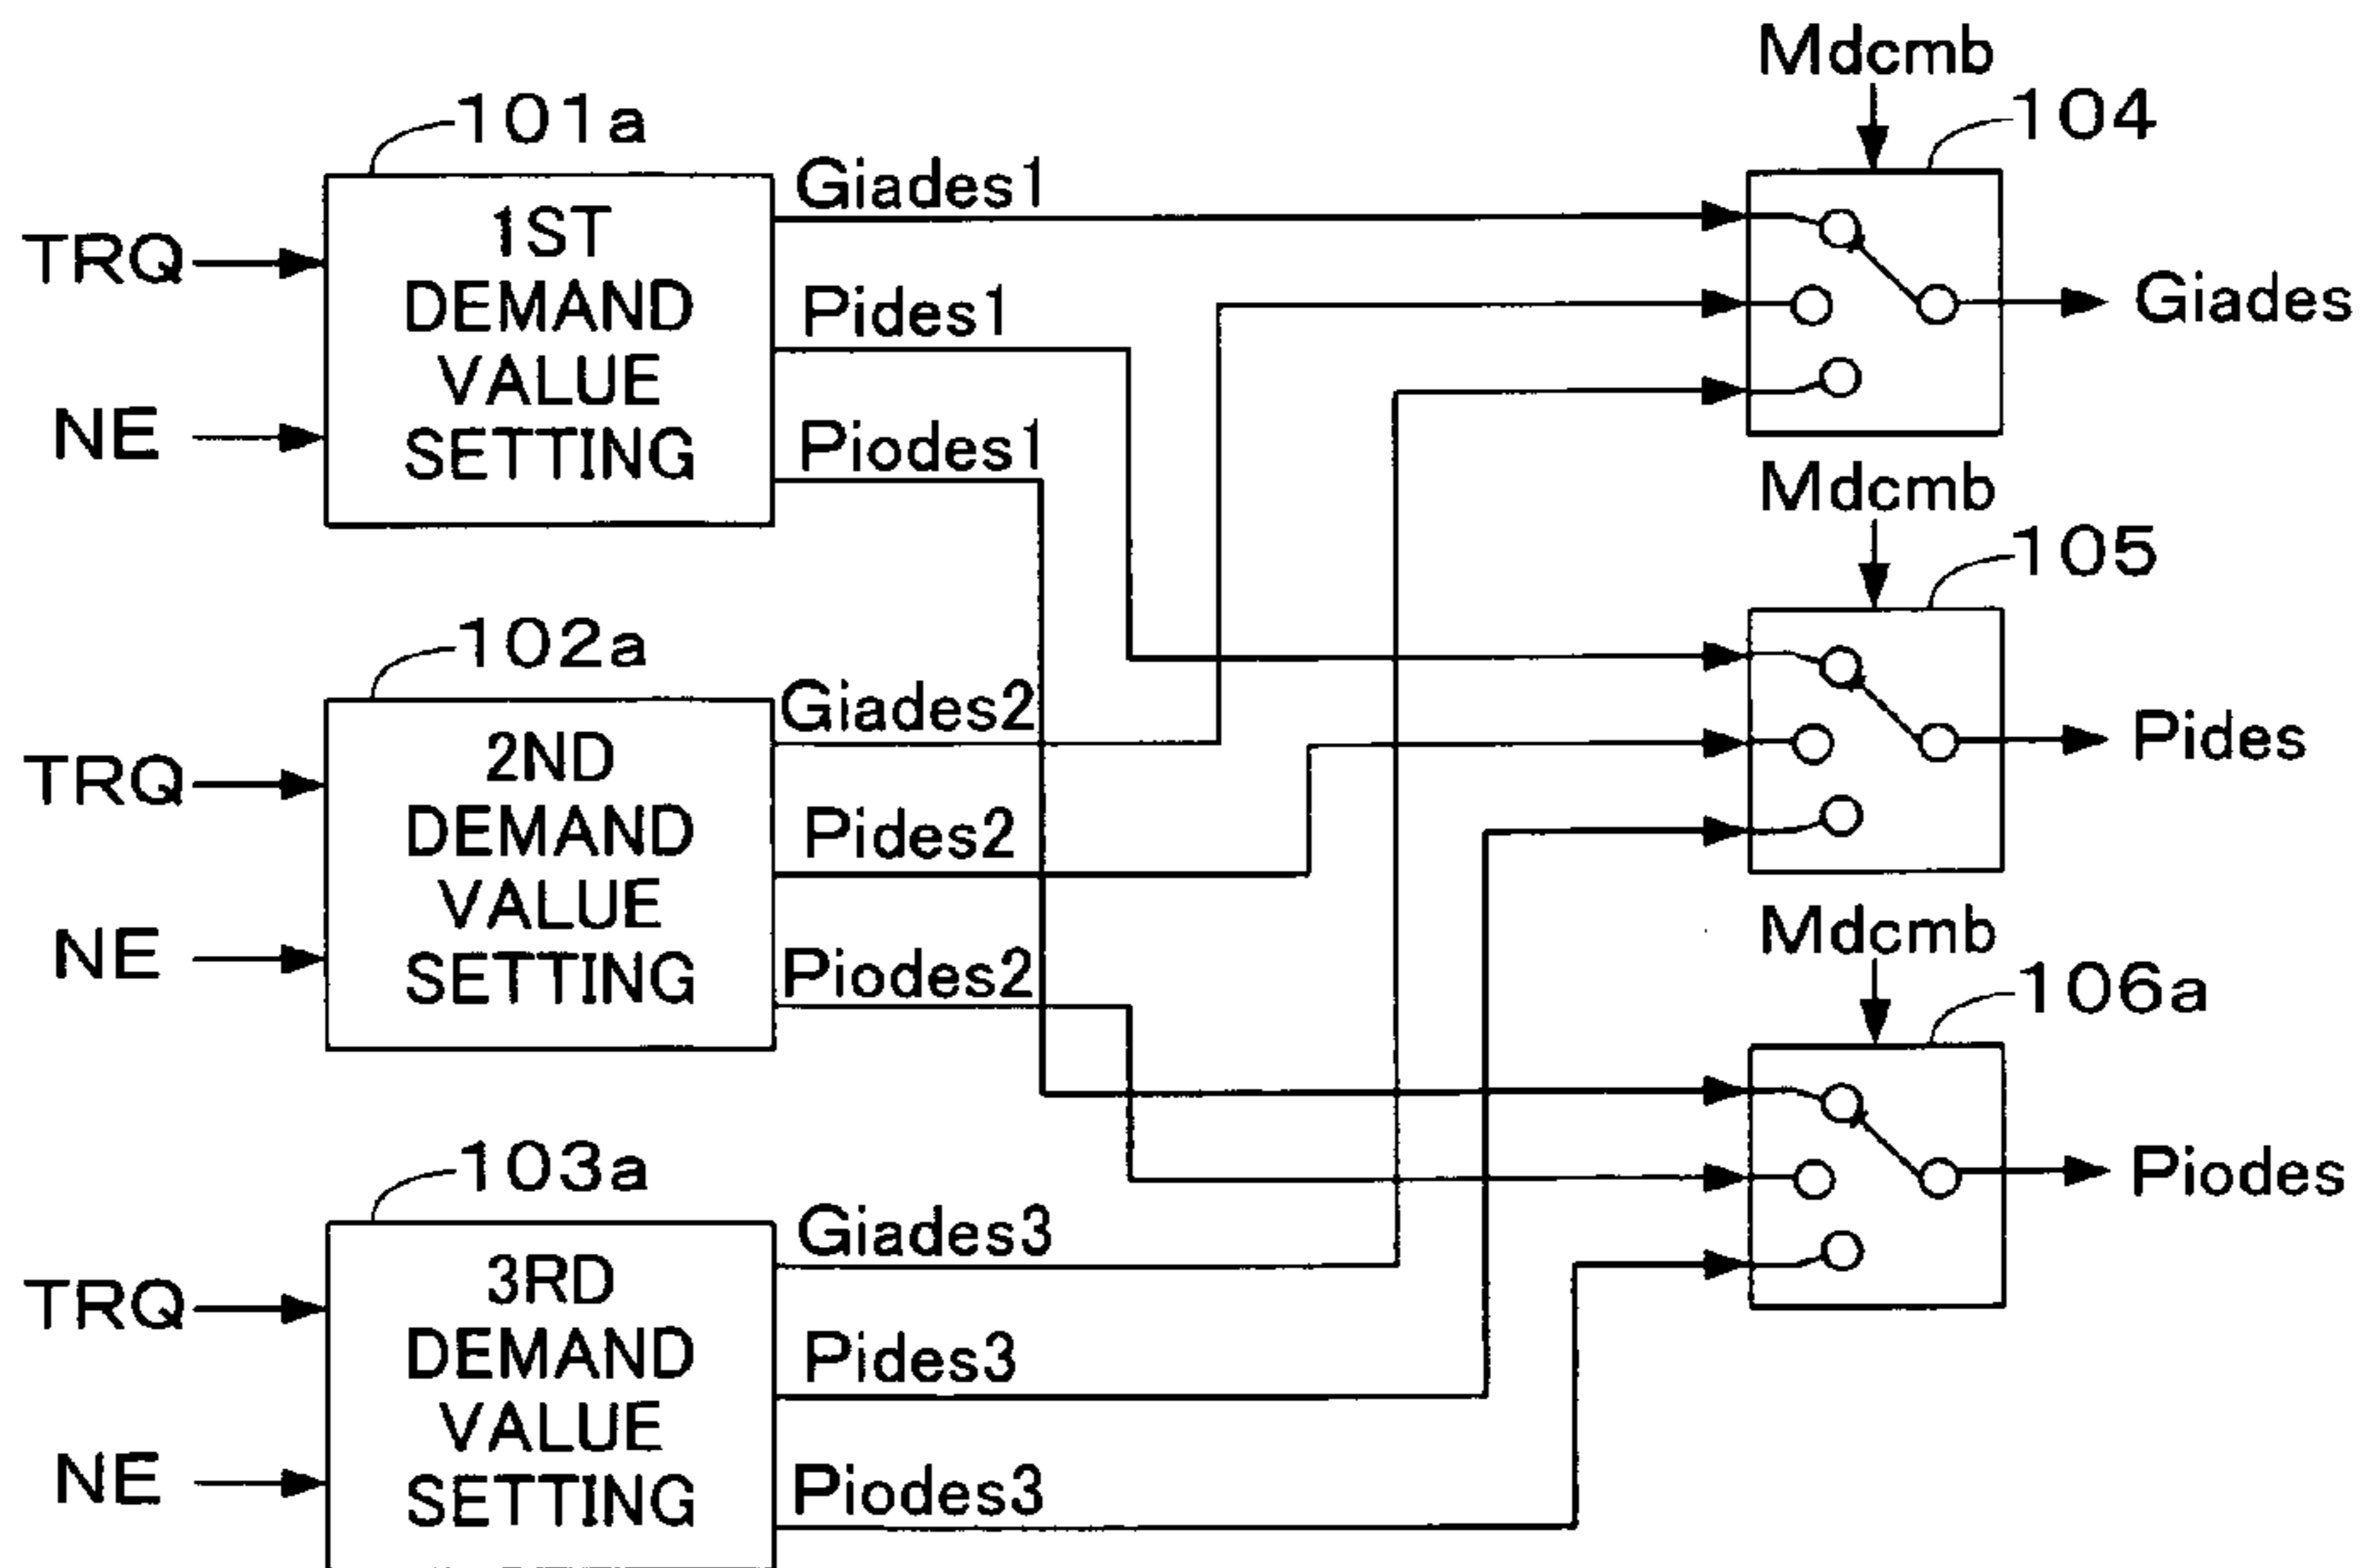 Mdcmb
101a
104
Giades1
1ST
DEMAND
VALUE
SETTING
TRQ
NE
Pides1
Piodes1
Giades
Mdcmb
105
102a
Giades2
2ND
DEMAND
VALUE
SETTING
TRQ
NE
Pides2
Piodes2
Pides
Mdcmb
106a
103a
Giades3
3RD
DEMAND
VALUE
SETTING
TRQ
NE
Pides3
Piodes3
Piodes